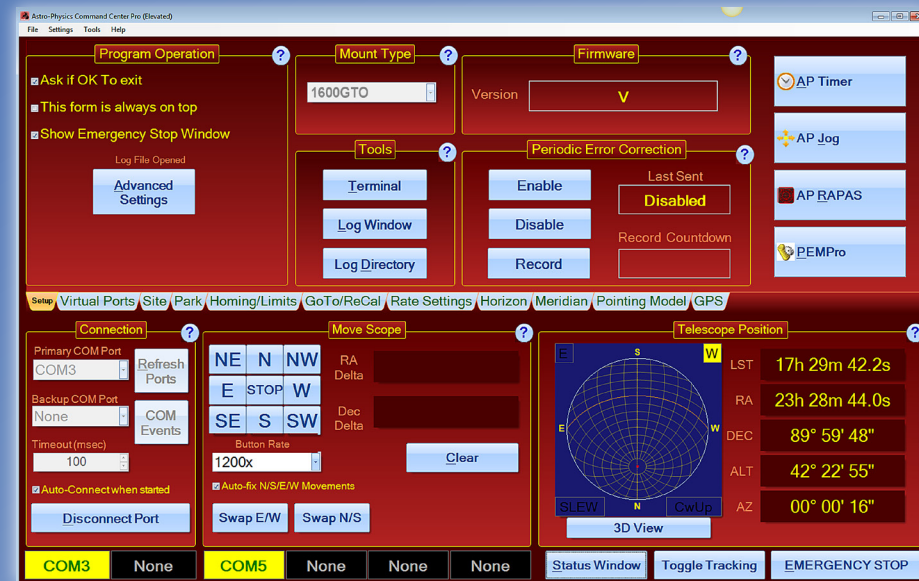 Astro-Physics Command Center Pro (Elevated)
File Settings Tools Help
Program Operation ?
Ask if OK To exit
This form is always on top
Show Emergency Stop Window
Log File Opened
Advanced
Settings
Mount Type ?
1600GTO
Tools ?
Terminal
Log Window
Log Directory
Firmware ?
Version V
Periodic Error Correction ?
Enable
Disable
Record
Last Sent
Disabled
Record Countdown
AP Timer
AP Jog
AP RAPAS
PEMPro
Setup Virtual Ports Site Park Homing/Limits GoTo/ReCal Rate Settings Horizon Meridian Pointing Model GPS
Connection ?
Primary COM Port
COM3
Refresh
Ports
Backup COM Port
None
COM
Events
Timeout (msec)
100
Auto-Connect when started
Disconnect Port
Move Scope ?
NE N NW
E STOP W
SE S SW
RA
Delta
Dec
Delta
Button Rate
1200x
Clear
Auto-fix N/S/E/W Movements
Swap E/W Swap N/S
Telescope Position ?
E S W
E W
SLEW N CwUp
3D View
LST 17h 29m 42.2s
RA 23h 28m 44.0s
DEC 89° 59' 48"
ALT 42° 22' 55"
AZ 00° 00' 16"
COM3 None COM5 None None None Status Window Toggle Tracking EMERGENCY STOP